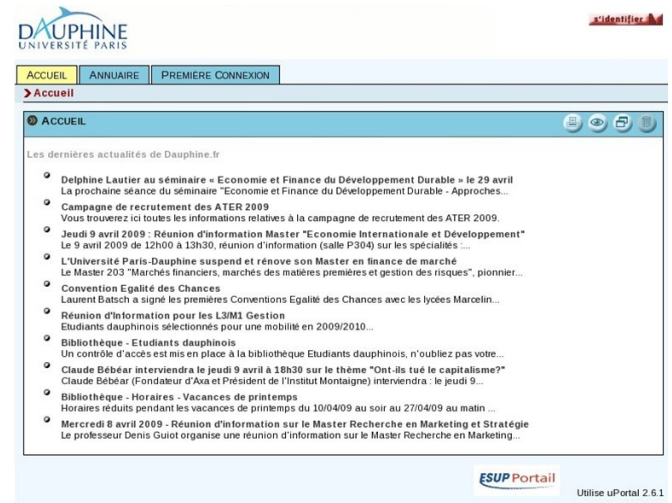 DAUPHINE
UNIVERSITÉ PARIS
s'identifier
ACCUEIL ANNUAIRE PREMIÈRE CONNEXION
Accueil
ACCUEIL
Les dernières actualités de Dauphine.fr
Delphine Lautier au séminaire « Economie et Finance du Développement Durable » le 29 avril
La prochaine séance du séminaire "Economie et Finance du Développement Durable - Approches...
Campagne de recrutement des ATER 2009
Vous trouverez ici toutes les informations relatives à la campagne de recrutement des ATER 2009.
Jeudi 9 avril 2009 : Réunion d'information Master "Economie Internationale et Développement"
Le 9 avril 2009 de 12h00 à 13h30, réunion d'information (salle P304) sur les spécialités :...
L'Université Paris-Dauphine suspend et rénove son Master en finance de marché
Le Master 203 "Marchés financiers, marchés des matières premières et gestion des risques", pionnier...
Convention Egalité des Chances
Laurent Batsch a signé les premières Conventions Egalité des Chances avec les lycées Marcelin...
Réunion d'Information pour les L3/M1 Gestion
Etudiants dauphinois sélectionnés pour une mobilité en 2009/2010...
Bibliothèque - Etudiants dauphinois
Un contrôle d'accès est mis en place à la bibliothèque Etudiants dauphinois, n'oubliez pas votre...
Claude Bébéar interviendra le jeudi 9 avril à 18h30 sur le thème "Ont-ils tué le capitalisme?"
Claude Bébéar (Fondateur d'Axa et Président de l'Institut Montaigne) interviendra : le jeudi 9...
Bibliothèque - Horaires - Vacances de printemps
Horaires réduits pendant les vacances de printemps du 10/04/09 au soir au 27/04/09 au matin ...
Mercredi 8 avril 2009 - Réunion d'information sur le Master Recherche en Marketing et Stratégie
Le professeur Denis Guiot organise une réunion d'information sur le Master Recherche en Marketing...
ESUP Portail
Utilise uPortal 2.6.1